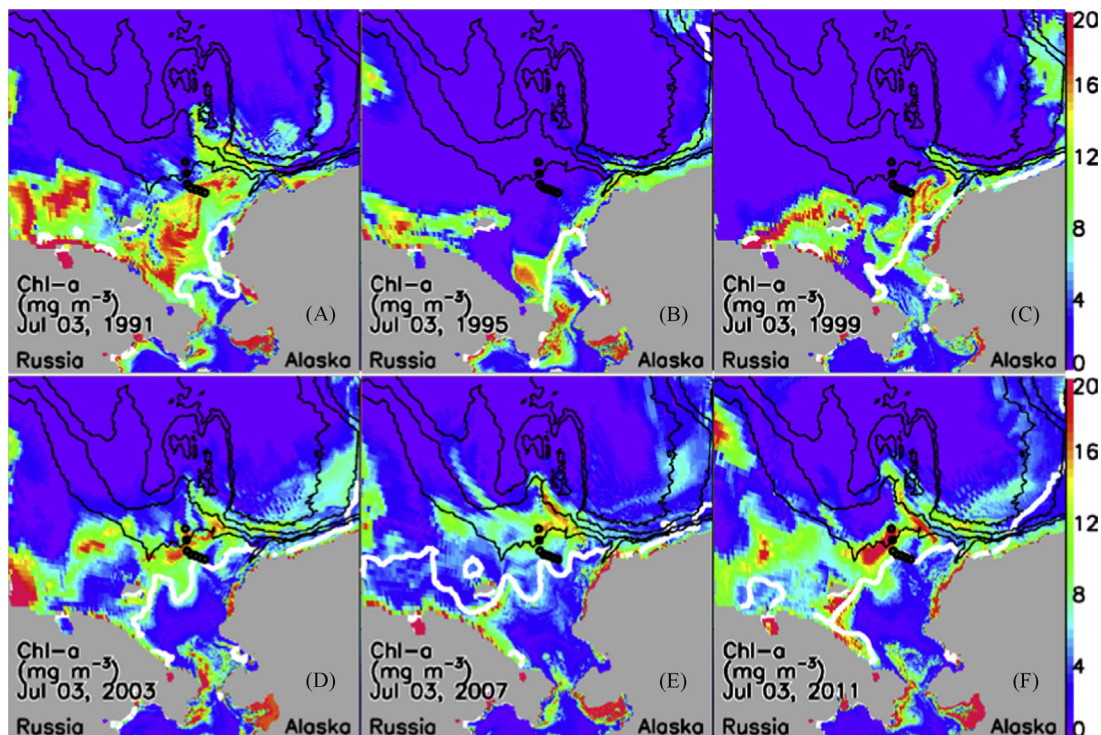 Chl-a
(mg m⁻³)
Jul 03, 1991
(A)
Russia
Alaska
Chl-a
(mg m⁻³)
Jul 03, 1995
(B)
Russia
Alaska
Chl-a
(mg m⁻³)
Jul 03, 1999
(C)
Russia
Alaska
20
16
12
8
4
0
Chl-a
(mg m⁻³)
Jul 03, 2003
(D)
Russia
Alaska
Chl-a
(mg m⁻³)
Jul 03, 2007
(E)
Russia
Alaska
Chl-a
(mg m⁻³)
Jul 03, 2011
(F)
Russia
Alaska
20
16
12
8
4
0